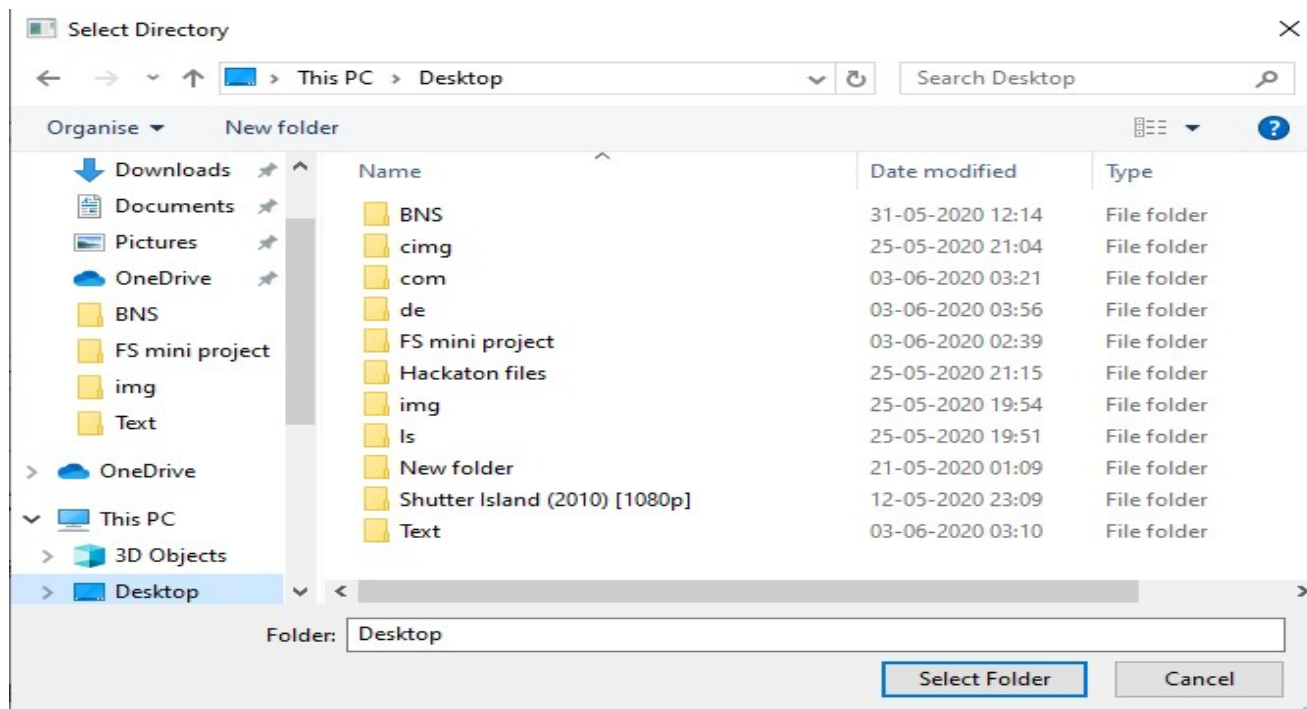 Select Directory
This PC > Desktop
Search Desktop
Organise
New folder
Downloads
Documents
Pictures
OneDrive
BNS
FS mini project
img
Text
OneDrive
This PC
3D Objects
Desktop
Name Date modified Type
BNS 31-05-2020 12:14 File folder
cimg 25-05-2020 21:04 File folder
com 03-06-2020 03:21 File folder
de 03-06-2020 03:56 File folder
FS mini project 03-06-2020 02:39 File folder
Hackaton files 25-05-2020 21:15 File folder
img 25-05-2020 19:54 File folder
ls 25-05-2020 19:51 File folder
New folder 21-05-2020 01:09 File folder
Shutter Island (2010) [1080p] 12-05-2020 23:09 File folder
Text 03-06-2020 03:10 File folder
Folder: Desktop
Select Folder
Cancel